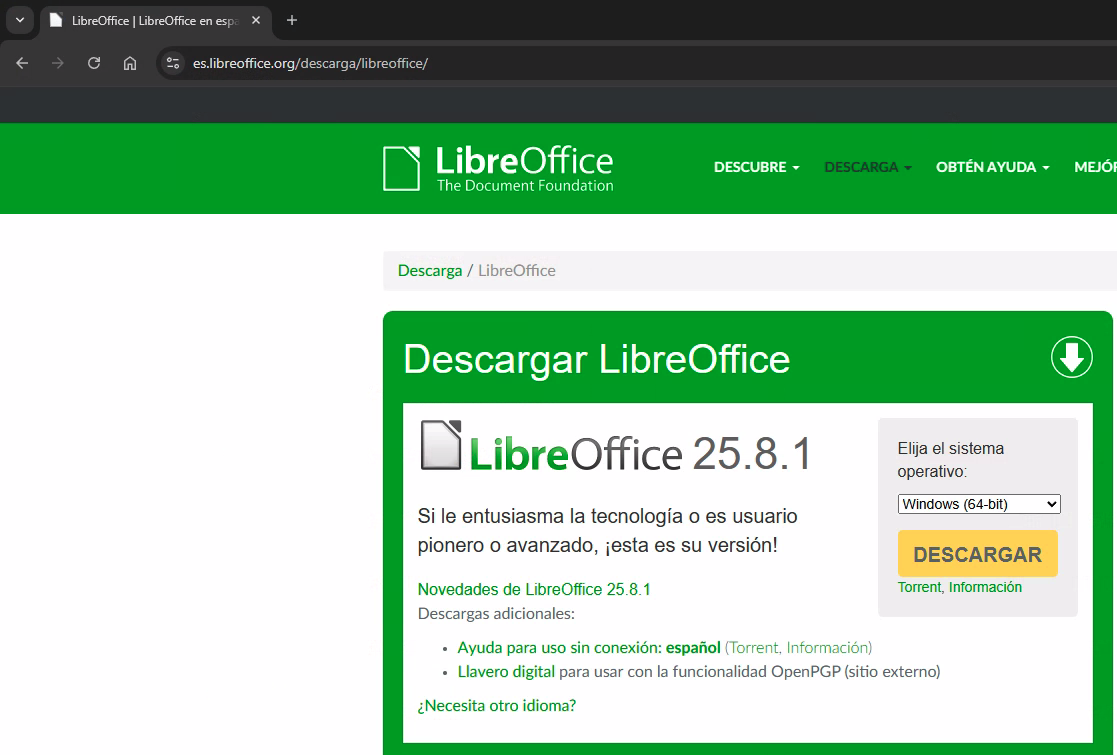 LibreOffice | LibreOffice en espa
es.libreoffice.org/descarga/libreoffice/
LibreOffice
The Document Foundation
DESCUBRE DESCARGA OBTÉN AYUDA MEJÓR
Descarga / LibreOffice
Descargar LibreOffice
LibreOffice 25.8.1
Si le entusiasma la tecnología o es usuario
pionero o avanzado, ¡esta es su versión!
Novedades de LibreOffice 25.8.1
Descargas adicionales:
• Ayuda para uso sin conexión: español (Torrent, Información)
• Llavero digital para usar con la funcionalidad OpenPGP (sitio externo)
¿Necesita otro idioma?
Elija el sistema
operativo:
Windows (64-bit)
DESCARGAR
Torrent, Información